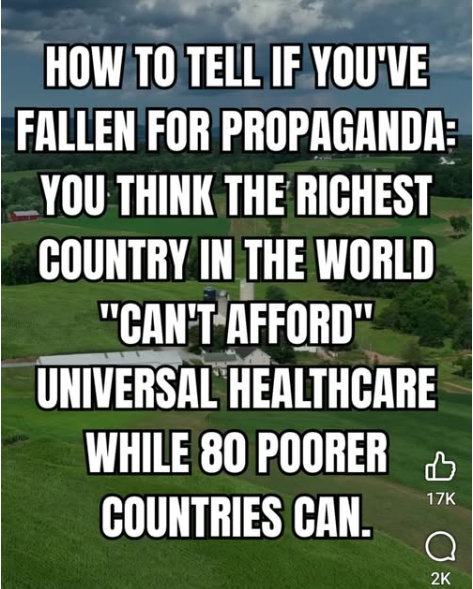 HOW TO TELL IF YOU'VE
FALLEN FOR PROPAGANDA:
YOU THINK THE RICHEST
COUNTRY IN THE WORLD
"CAN'T AFFORD"
UNIVERSAL HEALTHCARE
WHILE 80 POORER
COUNTRIES CAN.
17K
2K